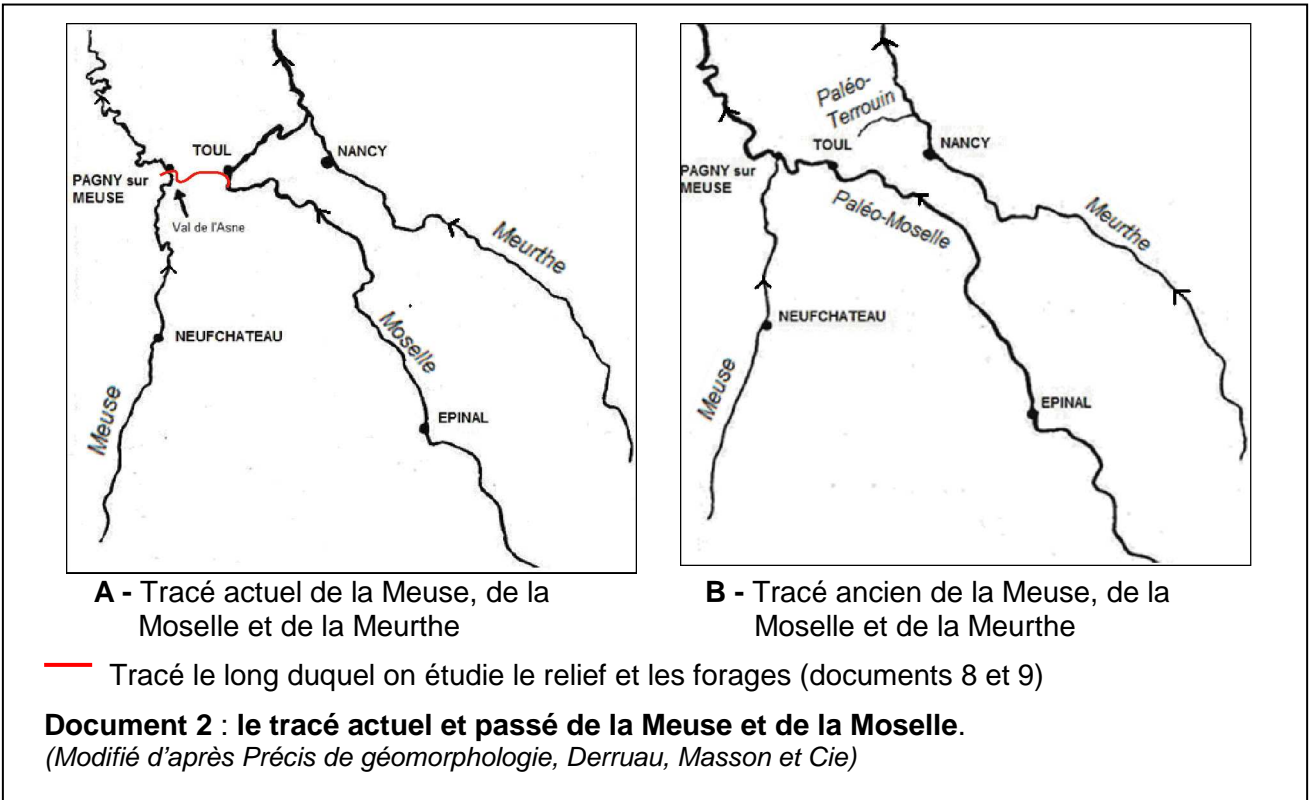 TOUL
NANCY
PAGNY sur
MEUSE
Val de l'Asne
Meurthe
NEUFCHATEAU
Moselle
Meuse
EPINAL
Paléo-
Terrouin
NANCY
TOUL
PAGNY sur
MEUSE
Paléo-Moselle
Meurthe
NEUFCHATEAU
Meuse
EPINAL
A - Tracé actuel de la Meuse, de la
Moselle et de la Meurthe
B - Tracé ancien de la Meuse, de la
Moselle et de la Meurthe
Tracé le long duquel on étudie le relief et les forages (documents 8 et 9)
Document 2 : le tracé actuel et passé de la Meuse et de la Moselle.
(Modifié d'après Précis de géomorphologie, Derruau, Masson et Cie)